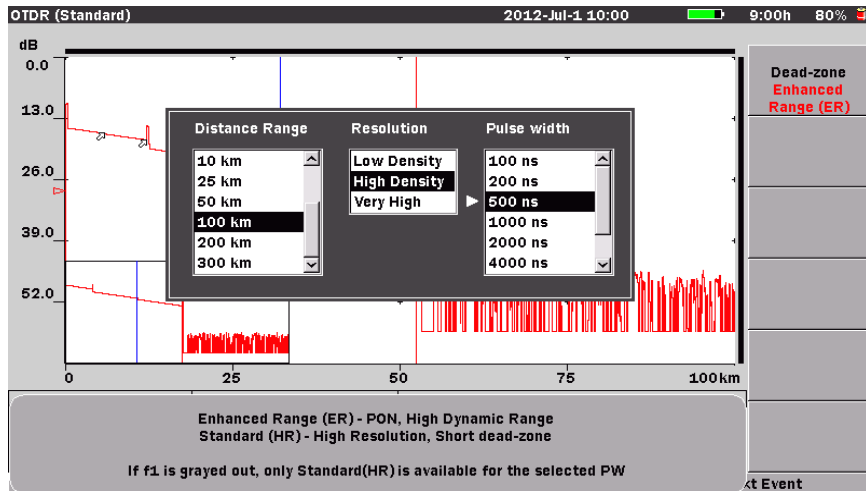 OTDR (Standard) 2012-Jul-1 10:00 9:00h 80%
dB
0.0
13.0
26.0
39.0
52.0
0 25 50 75 100km
Distance Range
10 km
25 km
50 km
100 km
200 km
300 km
Resolution
Low Density
High Density
Very High
Pulse width
100 ns
200 ns
500 ns
1000 ns
2000 ns
4000 ns
Dead-zone
Enhanced
Range (ER)
Enhanced Range (ER) - PON, High Dynamic Range
Standard (HR) - High Resolution, Short dead-zone
If f1 is grayed out, only Standard(HR) is available for the selected PW
Event